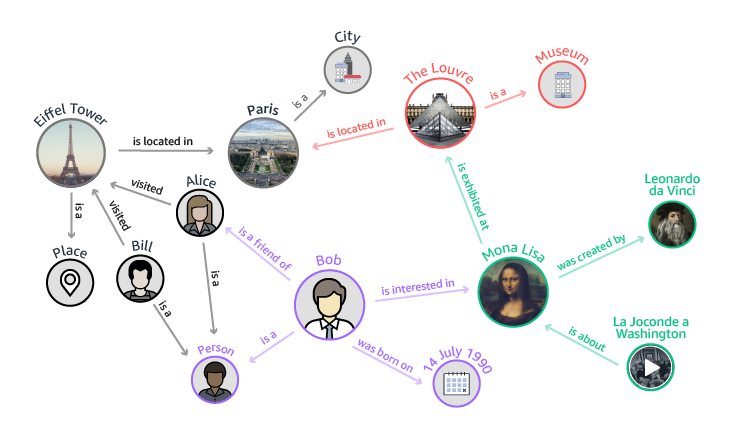 City
The Louvre
Museum
is a
is a
Eiffel Tower
Paris
is located in
is located in
Alice
visited
visited
is exhibited at
Leonardo
da Vinci
is a
Place
Bill
is a friend of
Bob
Mona Lisa
was created by
is a
is a
is interested in
La Joconde a
Washington
is about
Person
is a
was born on
14 July 1990